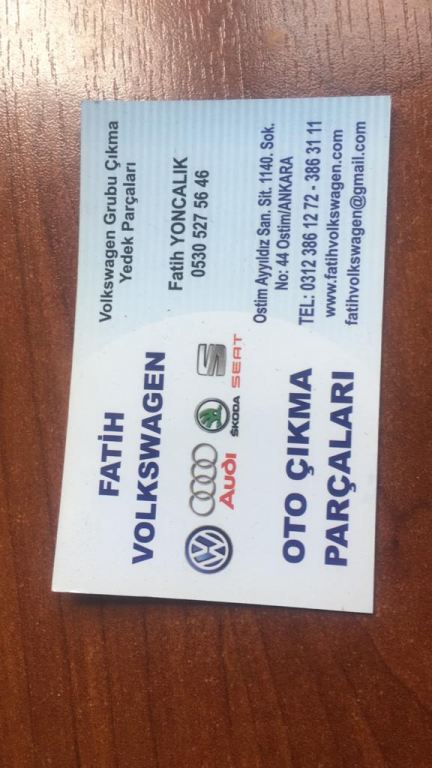 FATİH
VOLKSWAGEN
Audi
ŠKODA
SEAT
OTO ÇIKMA
PARÇALARI
Volkswagen Grubu Çıkma
Yedek Parçaları
Fatih YONCALIK
0530 527 56 46
Ostim Ayyıldız San. Sit. 1140. Sok.
No: 44 Ostim/ANKARA
TEL: 0312 386 12 72 - 386 31 11
www.fatihvolkswagen.com
fatihvolkswagen@gmail.com